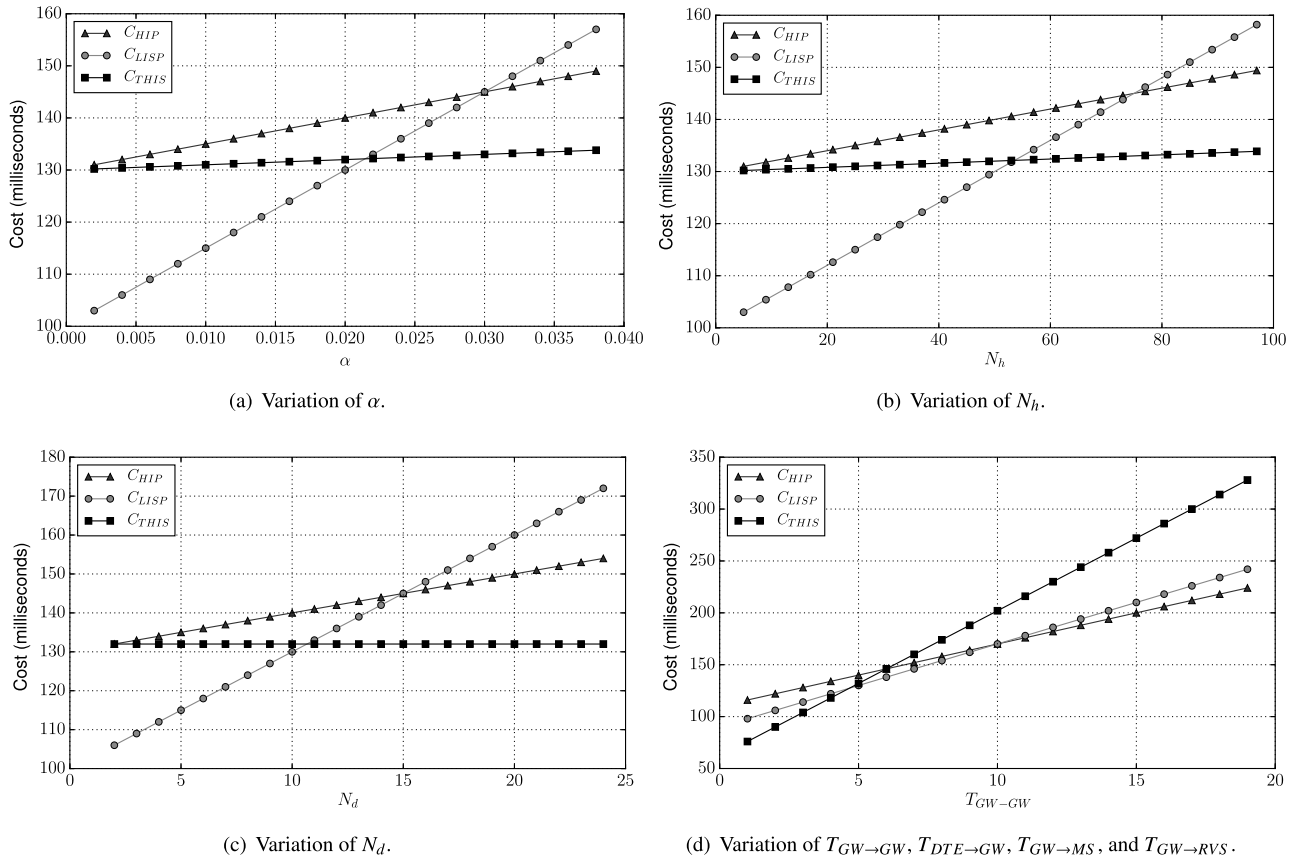 160
150
140
130
120
110
100
Cost (milliseconds)
C_HIP
C_LISP
C_THIS
0.000 0.005 0.010 0.015 0.020 0.025 0.030 0.035 0.040
α
(a) Variation of α.
160
150
140
130
120
110
100
Cost (milliseconds)
C_HIP
C_LISP
C_THIS
0 20 40 60 80 100
N_h
(b) Variation of N_h.
180
170
160
150
140
130
120
110
100
Cost (milliseconds)
C_HIP
C_LISP
C_THIS
0 5 10 15 20 25
N_d
(c) Variation of N_d.
350
300
250
200
150
100
50
Cost (milliseconds)
C_HIP
C_LISP
C_THIS
0 5 10 15 20
T_GW−GW
(d) Variation of T_GW→GW, T_DTE→GW, T_GW→MS, and T_GW→RVS.